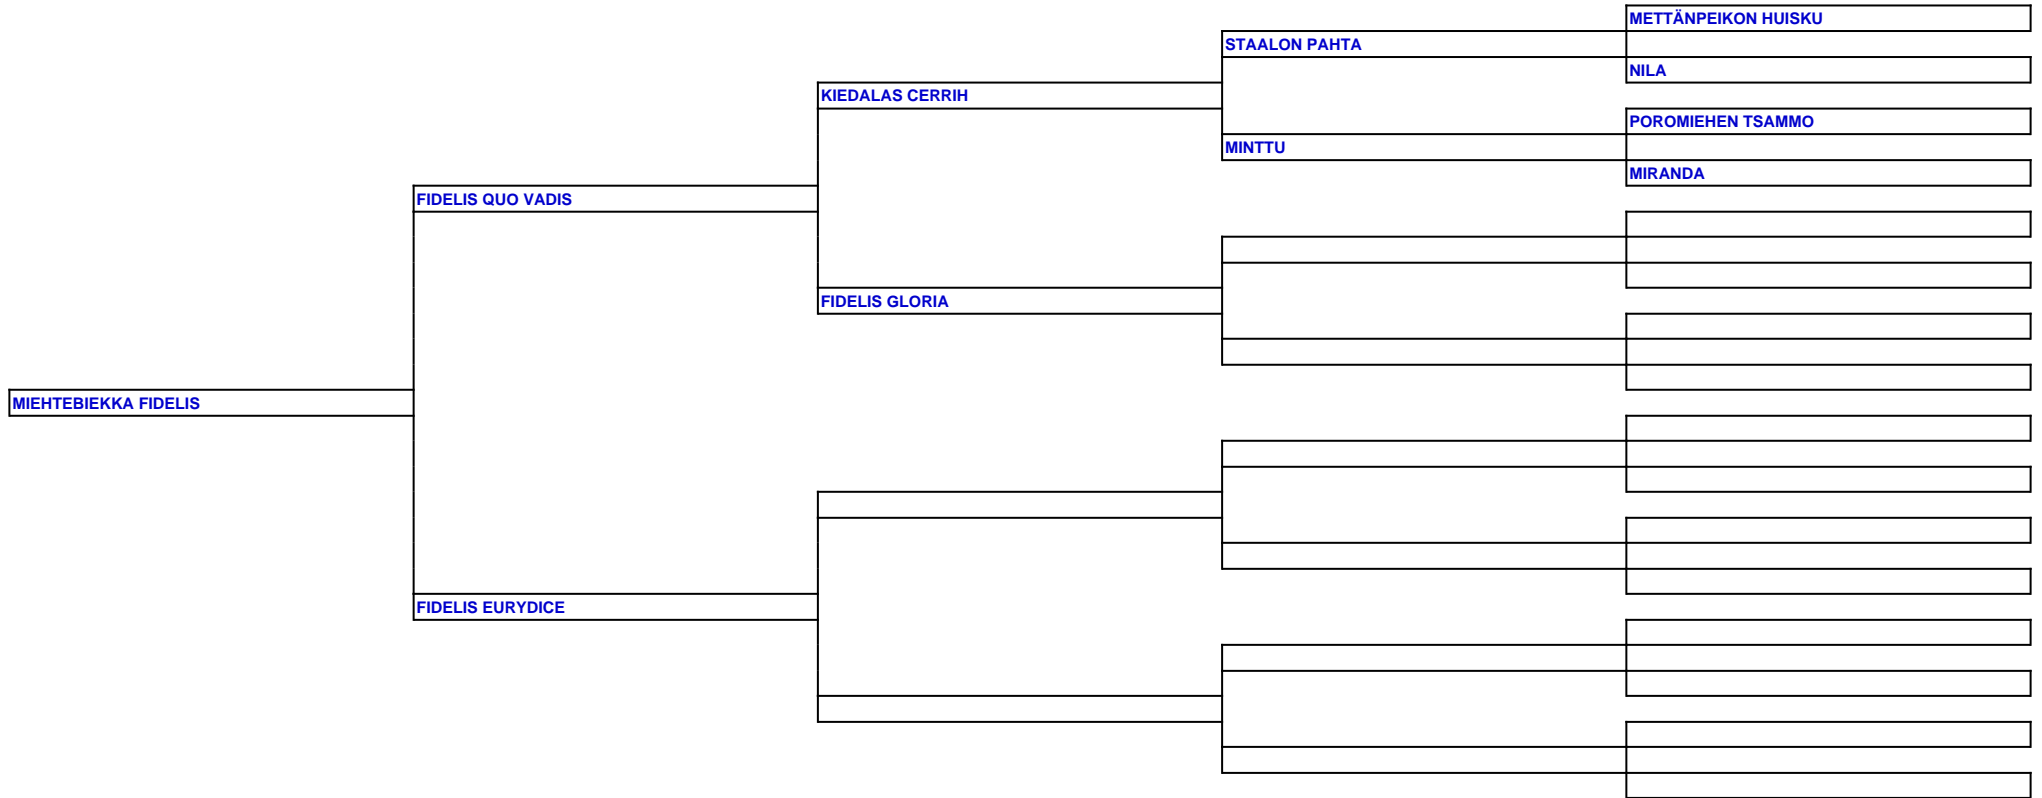 METTÄNPEIKON HUISKU
STAALON PAHTA
NILA
KIEDALAS CERRIH
POROMIEHEN TSAMMO
MINTTU
MIRANDA
FIDELIS QUO VADIS
FIDELIS GLORIA
MIEHTEBIEKKA FIDELIS
FIDELIS EURYDICE